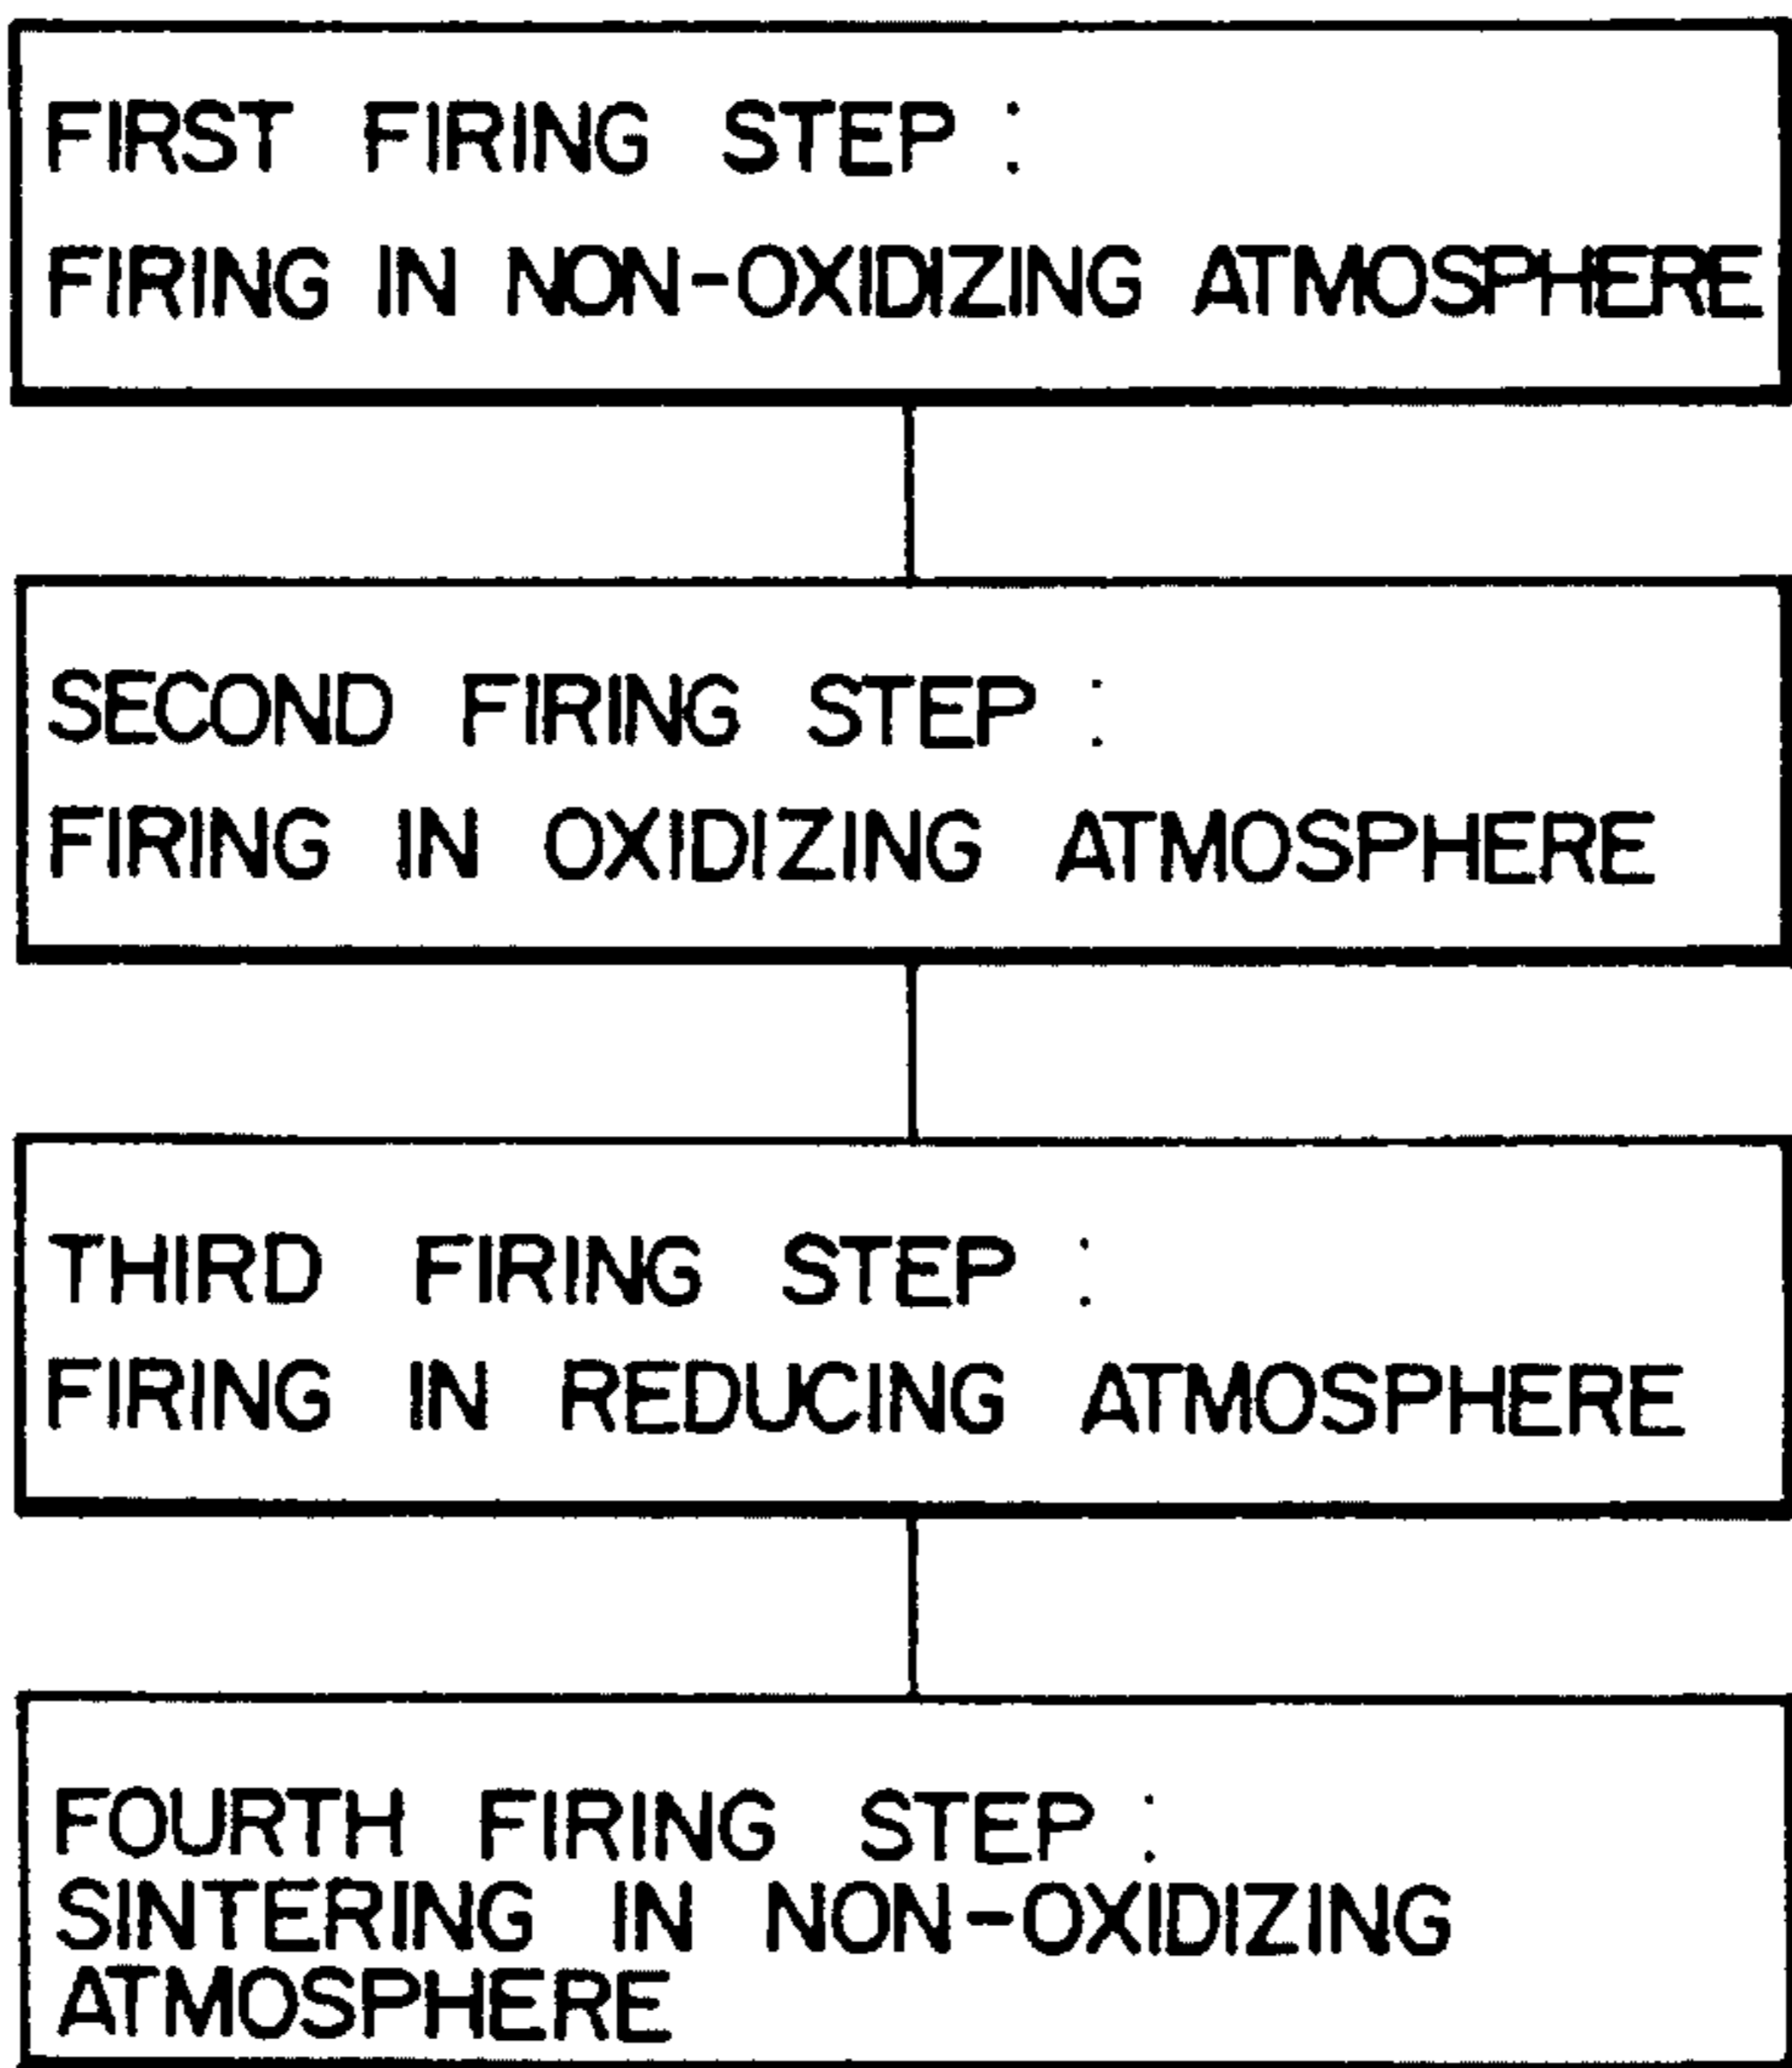 FIRST FIRING STEP :
FIRING IN NON-OXIDIZING ATMOSPHERE
SECOND FIRING STEP :
FIRING IN OXIDIZING ATMOSPHERE
THIRD FIRING STEP :
FIRING IN REDUCING ATMOSPHERE
FOURTH FIRING STEP :
SINTERING IN NON-OXIDIZING
ATMOSPHERE